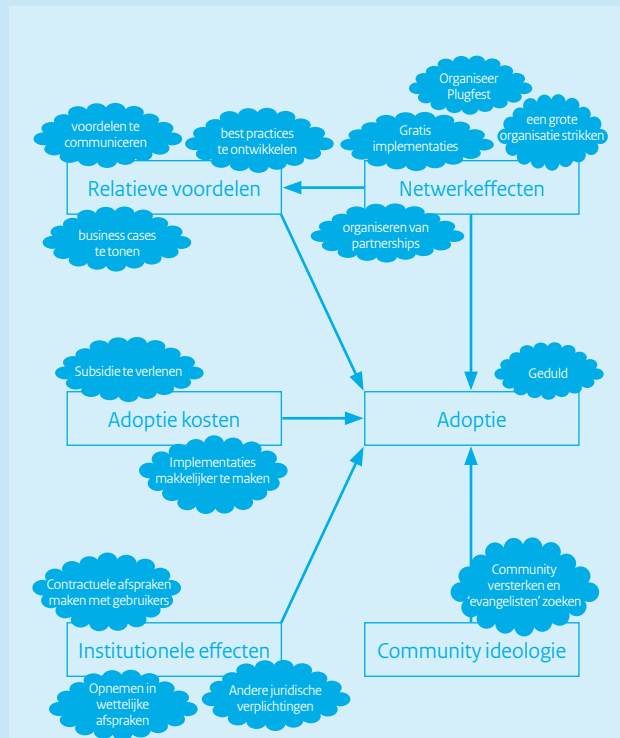 Organiseer
Plugfest
voordelen te
communiceren
best practices
te ontwikkelen
Gratis
implementaties
een grote
organisatie strikken
Relatieve voordelen
Netwerkeffecten
business cases
te tonen
organiseren van
partnerships
Subsidie te verlenen
Geduld
Adoptie kosten
Adoptie
Implementaties
makkelijker te maken
Contractuele afspraken
maken met gebruikers
Community
versterken en
‘evangelisten’ zoeken
Institutionele effecten
Community ideologie
Opnemen in
wettelijke
afspraken
Andere juridische
verplichtingen